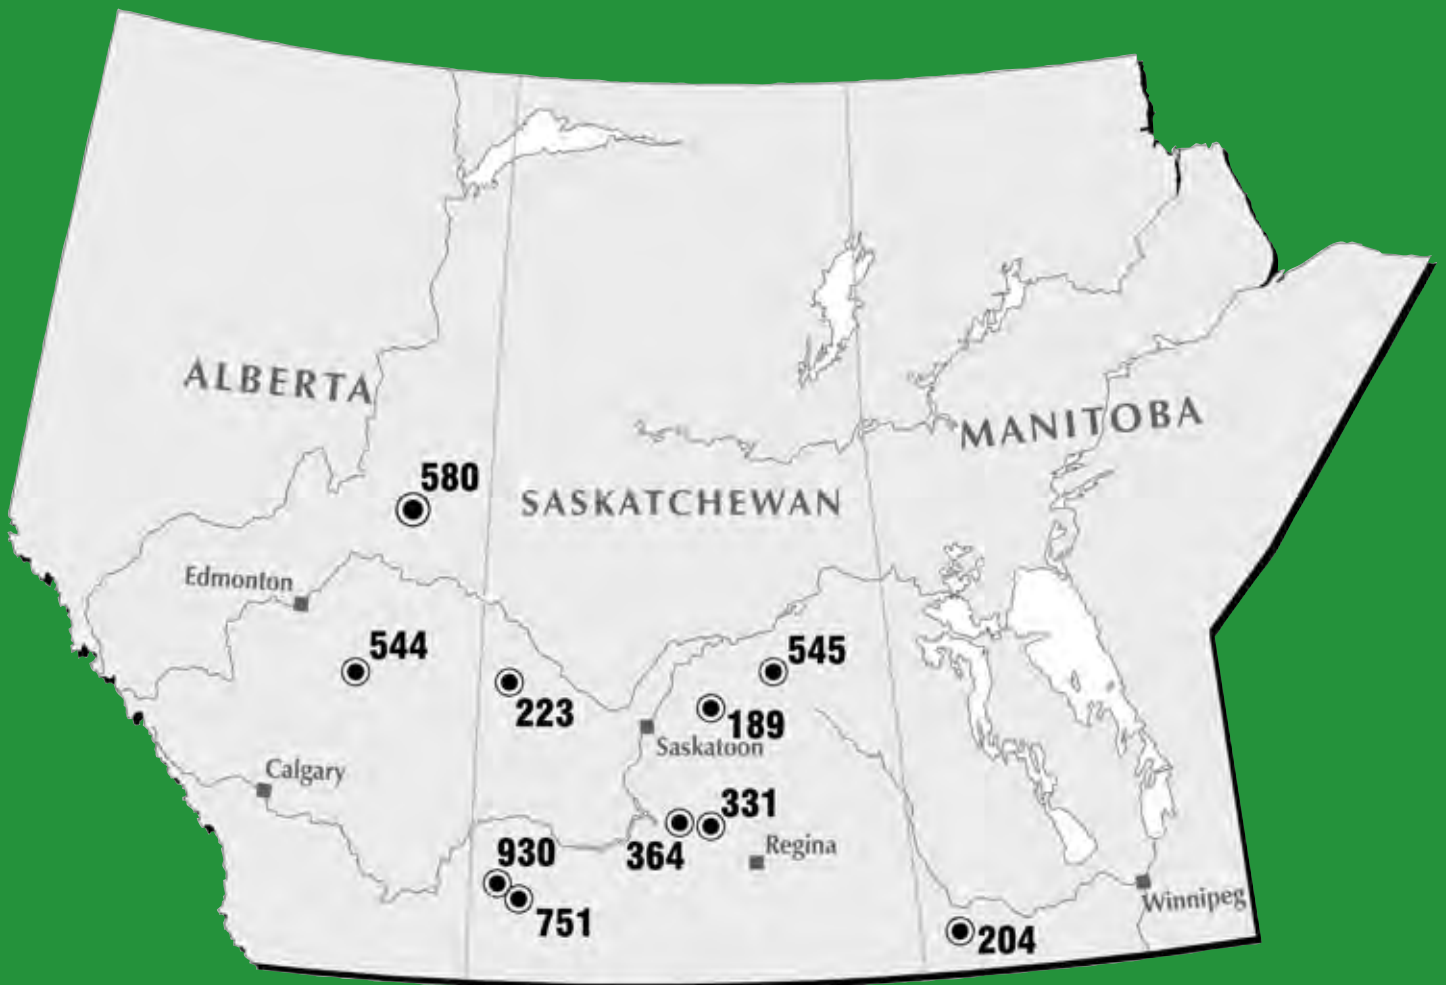 ALBERTA
MANITOBA
580
SASKATCHEWAN
Edmonton
544
545
223
189
Saskatoon
Calgary
331
Regina
930
364
Winnipeg
751
204